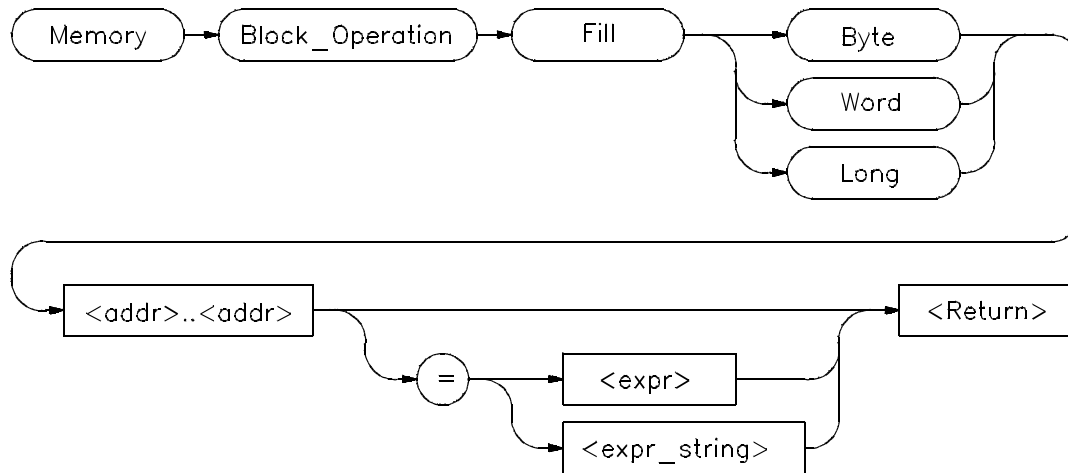 Memory Block_Operation Fill Byte
Word
Long
<addr>..<addr> <Return>
= <expr>
<expr_string>